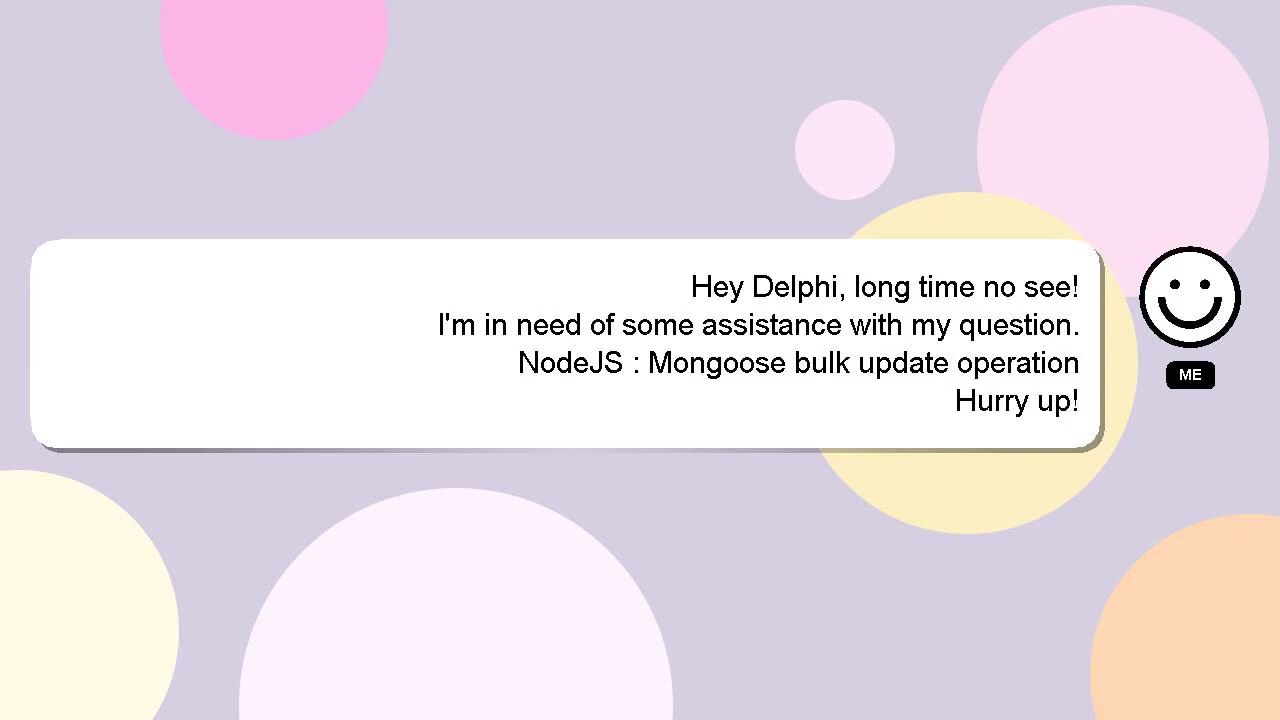 Hey Delphi, long time no see!
I'm in need of some assistance with my question.
NodeJS : Mongoose bulk update operation
Hurry up!
ME